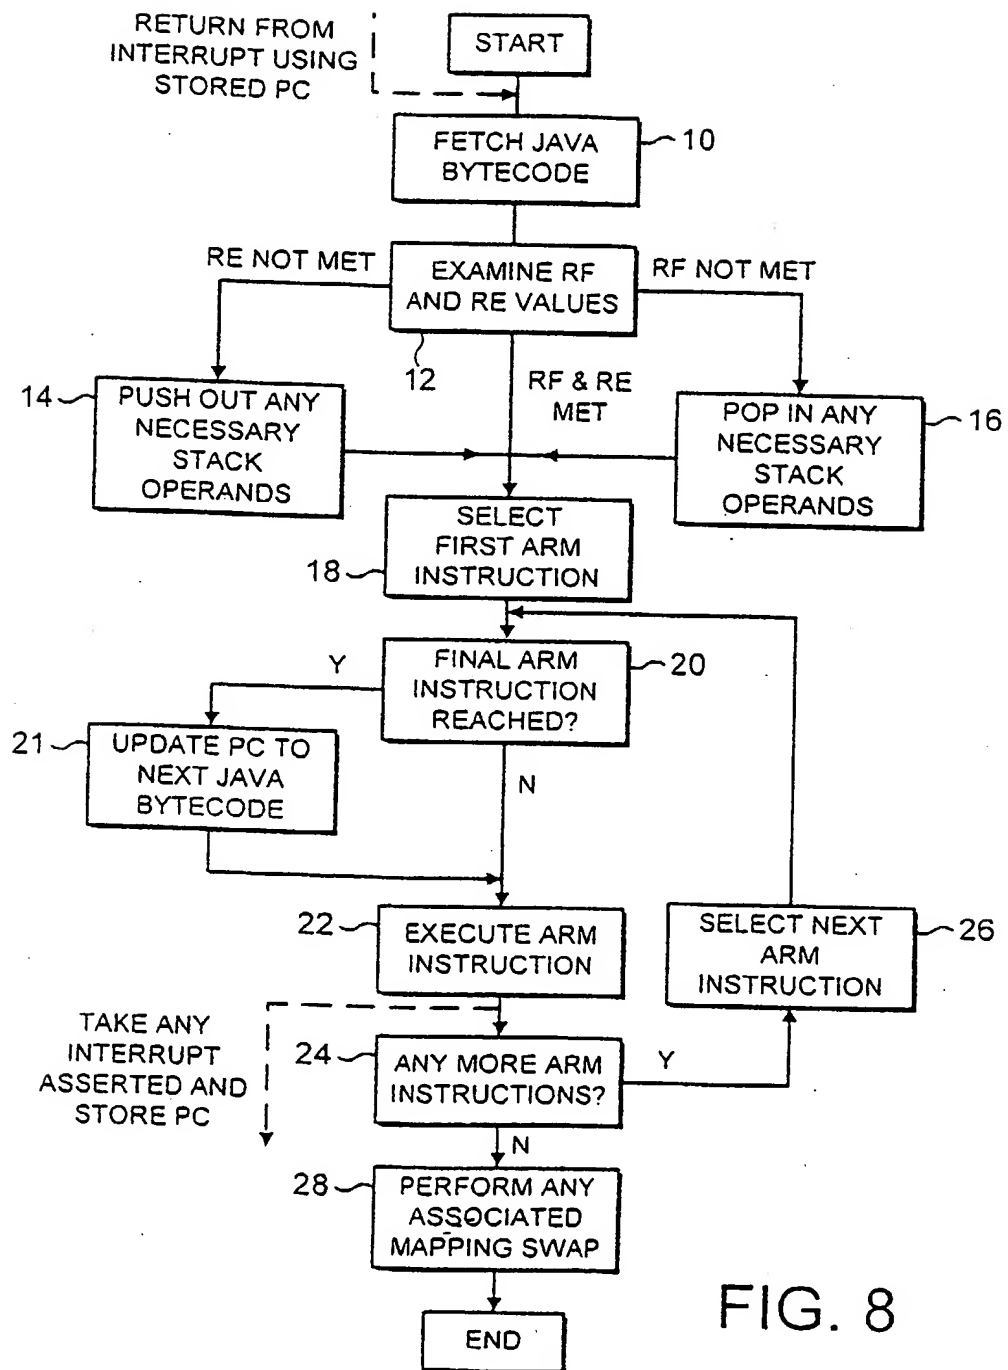 RETURN FROM
INTERRUPT USING
STORED PC
START
FETCH JAVA
BYTECODE
10
RE NOT MET
EXAMINE RF
AND RE VALUES
RF NOT MET
12
14
PUSH OUT ANY
NECESSARY
STACK
OPERANDS
RF & RE
MET
POP IN ANY
NECESSARY
STACK
OPERANDS
16
SELECT
FIRST ARM
INSTRUCTION
18
Y
FINAL ARM
INSTRUCTION
REACHED?
20
21
UPDATE PC TO
NEXT JAVA
BYTECODE
N
22
EXECUTE ARM
INSTRUCTION
SELECT NEXT
ARM
INSTRUCTION
26
TAKE ANY
INTERRUPT
ASSERTED AND
STORE PC
24
ANY MORE ARM
INSTRUCTIONS?
Y
N
28
PERFORM ANY
ASSOCIATED
MAPPING SWAP
END
FIG. 8